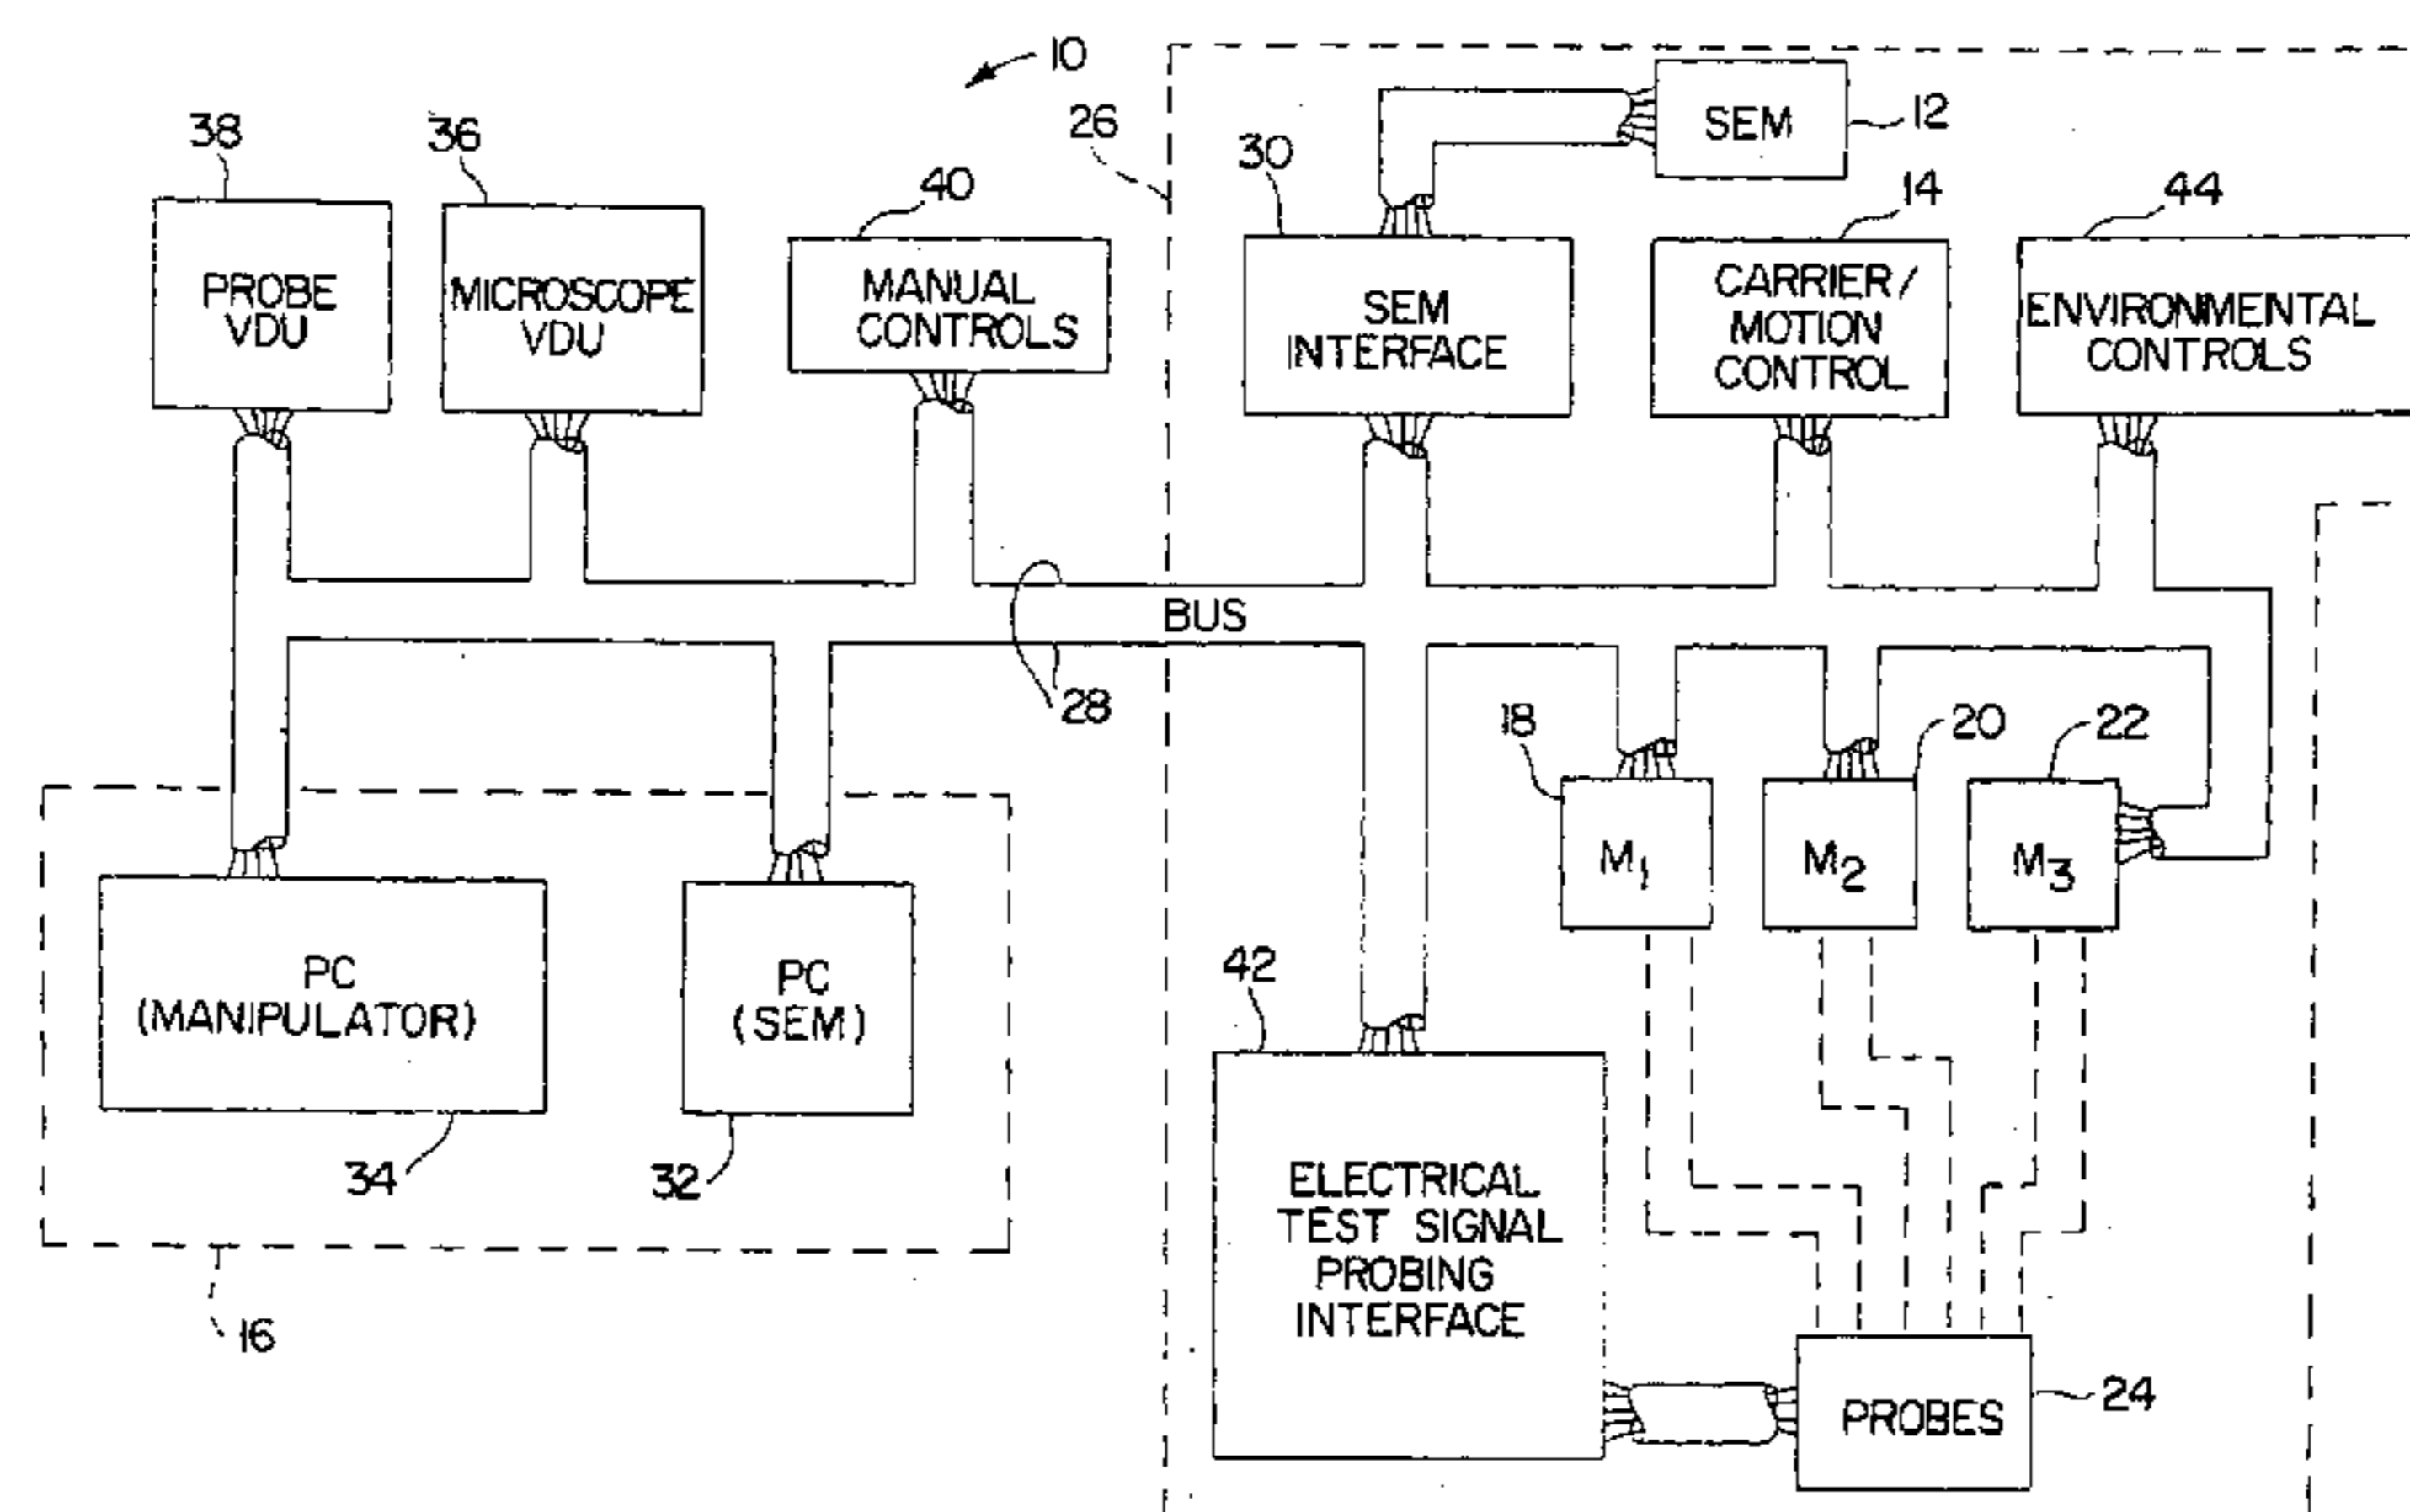 10
26
SEM
12
38
36
40
30
14
44
PROBE
VDU
MICROSCOPE
VDU
MANUAL
CONTROLS
SEM
INTERFACE
CARRIER/
MOTION
CONTROL
ENVIRONMENTAL
CONTROLS
BUS
28
18
20
22
M1
M2
M3
PC
(MANIPULATOR)
PC
(SEM)
34
32
16
42
ELECTRICAL
TEST SIGNAL
PROBING
INTERFACE
PROBES
24